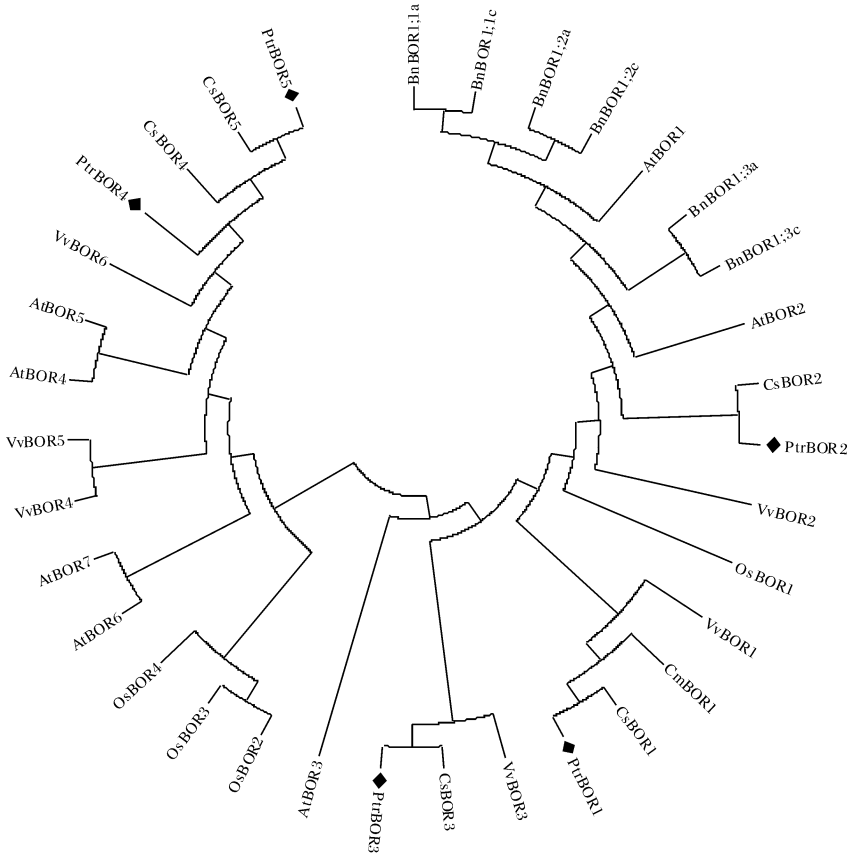 BnBOR1;1a
BnBOR1;1c
BnBOR1;2a
BnBOR1;2c
AtBOR1
BnBOR1;3a
BnBOR1;3c
AtBOR2
CsBOR2
PtrBOR2
VvBOR2
OsBOR1
VvBOR1
CmBOR1
CsBOR1
PtrBOR1
VvBOR3
CsBOR3
PtrBOR3
AtBOR3
OsBOR2
OsBOR3
OsBOR4
AtBOR6
AtBOR7
VvBOR4
VvBOR5
AtBOR4
AtBOR5
VvBOR6
PtrBOR4
CsBOR4
CsBOR5
PtrBOR5